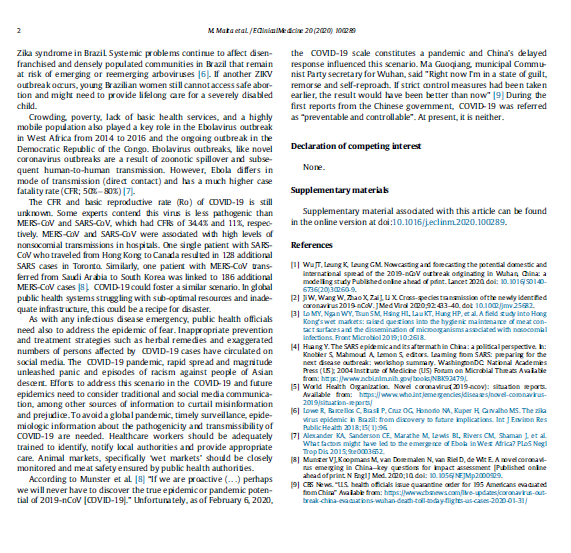 2
M. Malta et al. / EClinicalMedicine 20 (2020) 100289
Zika syndrome in Brazil. Systemic problems continue to affect disen-
franchised and densely populated communities in Brazil that remain
at risk of emerging or reemerging arboviruses [6]. If another ZIKV
outbreak occurs, young Brazilian women still cannot access safe abor-
tion and might need to provide lifelong care for a severely disabled
child.
Crowding, poverty, lack of basic health services, and a highly
mobile population also played a key role in the Ebolavirus outbreak
in West Africa from 2014 to 2016 and the ongoing outbreak in the
Democratic Republic of the Congo. Ebolavirus outbreaks, like novel
coronavirus outbreaks are a result of zoonotic spillover and subse-
quent human-to-human transmission. However, Ebola differs in
mode of transmission (direct contact) and has a much higher case
fatality rate (CFR; 50%–80%) [7].
The CFR and basic reproductive rate (Ro) of COVID-19 is still
unknown. Some experts contend this virus is less pathogenic than
MERS-CoV and SARS-CoV, which had CFRs of 34.4% and 11%, respec-
tively. MERS-CoV and SARS-CoV were associated with high levels of
nonsocomial transmissions in hospitals. One single patient with SARS-
CoV who traveled from Hong Kong to Canada resulted in 128 additional
SARS cases in Toronto. Similarly, one patient with MERS-CoV trans-
ferred from Saudi Arabia to South Korea was linked to 186 additional
MERS-CoV cases [8]. COVID-19 could foster a similar scenario. In global
public health systems struggling with sub-optimal resources and inade-
quate infrastructure, this could be a recipe for disaster.
As with any infectious disease emergency, public health officials
need also to address the epidemic of fear. Inappropriate prevention
and treatment strategies such as herbal remedies and exaggerated
numbers of persons affected by COVID-19 cases have circulated on
social media. The COVID-19 pandemic, rapid spread and magnitude
unleashed panic and episodes of racism against people of Asian
descent. Efforts to address this scenario in the COVID-19 and future
epidemics need to consider traditional and social media communica-
tion, among other sources of information to curtail misinformation
and prejudice. To avoid a global pandemic, timely surveillance, epide-
miologic information about the pathogenicity and transmissibility of
COVID-19 are needed. Healthcare workers should be adequately
trained to identify, notify local authorities and provide appropriate
care. Animal markets, specifically 'wet markets' should be closely
monitored and meat safety ensured by public health authorities.
According to Munster et al. [8] "If we are proactive (...) perhaps
we will never have to discover the true epidemic or pandemic poten-
tial of 2019-nCoV [COVID-19]." Unfortunately, as of February 6, 2020,
the COVID-19 scale constitutes a pandemic and China's delayed
response influenced this scenario. Ma Guoqiang, municipal Commu-
nist Party secretary for Wuhan, said "Right now I'm in a state of guilt,
remorse and self-reproach. If strict control measures had been taken
earlier, the result would have been better than now" [9] During the
first reports from the Chinese government, COVID-19 was referred
as "preventable and controllable". At present, it is neither.
Declaration of competing interest
None.
Supplementary materials
Supplementary material associated with this article can be found
in the online version at doi:10.1016/j.eclinm.2020.100289.
References
[1] Wu JT, Leung K, Leung GM. Nowcasting and forecasting the potential domestic and
international spread of the 2019-nCoV outbreak originating in Wuhan, China: a
modelling study Published online ahead of print. Lancet 2020. doi: 10.1016/S0140-
6736(20)30260-9.
[2] Ji W, Wang W, Zhao X, Zai J, Li X. Cross-species transmission of the newly identified
coronavirus 2019-nCoV. J Med Virol 2020;92:433–40. doi: 10.1002/jmv.25682.
[3] Lo MY, Ngan WY, Tsun SM, Hsing HL, Lau KT, Hung HP, et al. A field study into Hong
Kong's wet markets: raised questions into the hygienic maintenance of meat con-
tact surfaces and the dissemination of microorganisms associated with nosocomial
infections. Front Microbiol 2019;10:2618.
[4] Huang Y. The SARS epidemic and its aftermath in China: a political perspective. In:
Knobler S, Mahmoud A, Lemon S, editors. Learning from SARS: preparing for the
next disease outbreak: workshop summary. WashingtonDC: National Academies
Press (US); 2004 Institute of Medicine (US) Forum on Microbial Threats Available
from: https://www.ncbi.nlm.nih.gov/books/NBK92479/.
[5] World Health Organization. Novel coronavirus(2019-ncov): situation reports.
Available from: https://www.who.int/emergencies/diseases/novel-coronavirus-
2019/situation-reports/
[6] Lowe R, Barcellos C, Brasil P, Cruz OG, Honorio NA, Kuper H, Carvalho MS. The zika
virus epidemic in Brazil: from discovery to future implications. Int J Environ Res
Public Health 2018;15(1):96.
[7] Alexander KA, Sanderson CE, Marathe M, Lewis BL, Rivers CM, Shaman J, et al.
What factors might have led to the emergence of Ebola in West Africa? PLoS Negl
Trop Dis 2015;9:e0003652.
[8] Munster VJ, Koopmans M, van Doremalen N, van Riel D, de Wit E. A novel coronavi-
rus emerging in China—key questions for impact assessment [Published online
ahead of print. N Engl J Med. 2020;10. doi: 10.1056/NEJMp2000929.
[9] CBS News. "U.S. health officials issue quarantine order for 195 Americans evacuated
from China" Available from: https://www.cbsnews.com/live-updates/coronavirus-out-
break-china-evacuations-wuhan-death-toll-today-flights-us-cases-2020-01-31/